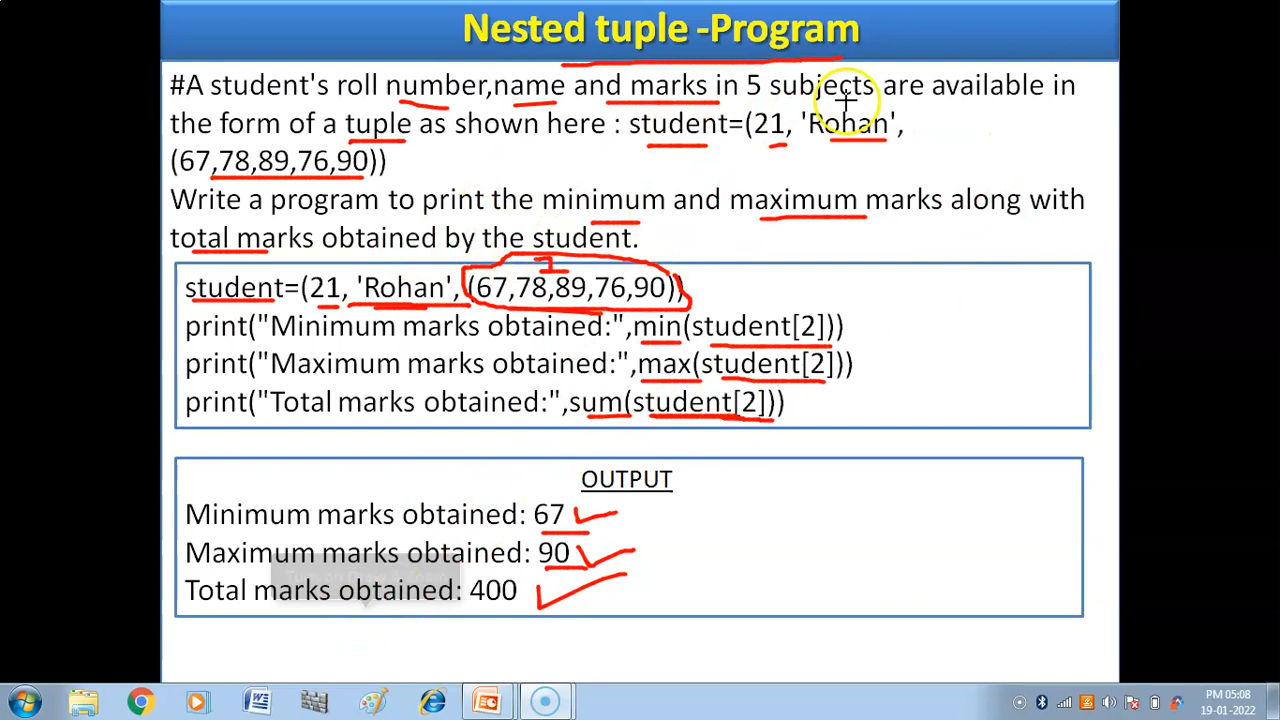 Nested tuple -Program
#A student's roll number,name and marks in 5 subjects are available in
the form of a tuple as shown here : student=(21, 'Rohan',
(67,78,89,76,90))
Write a program to print the minimum and maximum marks along with
total marks obtained by the student.
student=(21, 'Rohan', (67,78,89,76,90))
print("Minimum marks obtained:",min(student[2]))
print("Maximum marks obtained:",max(student[2]))
print("Total marks obtained:",sum(student[2]))
OUTPUT
Minimum marks obtained: 67
Maximum marks obtained: 90
Total marks obtained: 400
PM 05:08
19-01-2022